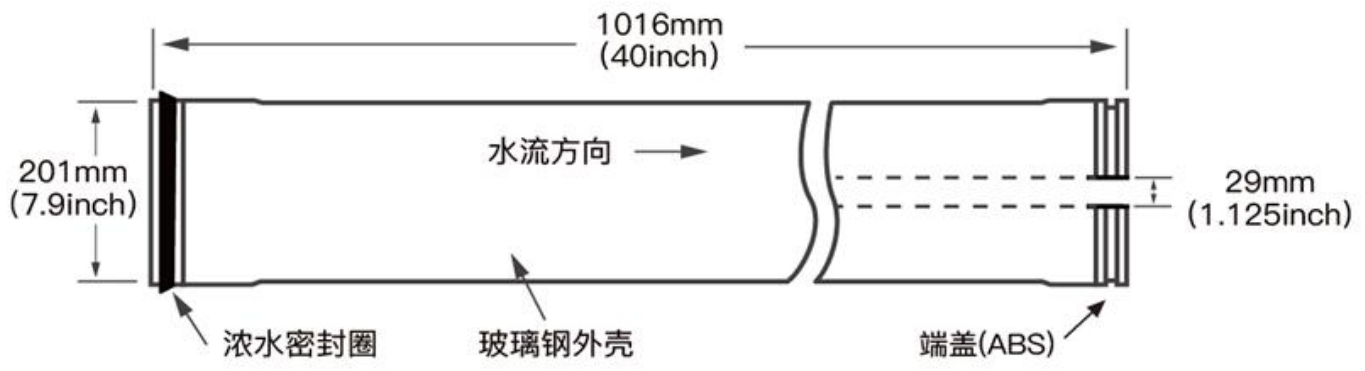 1016mm
(40inch)
水流方向
201mm
(7.9inch)
29mm
(1.125inch)
浓水密封圈
玻璃钢外壳
端盖(ABS)